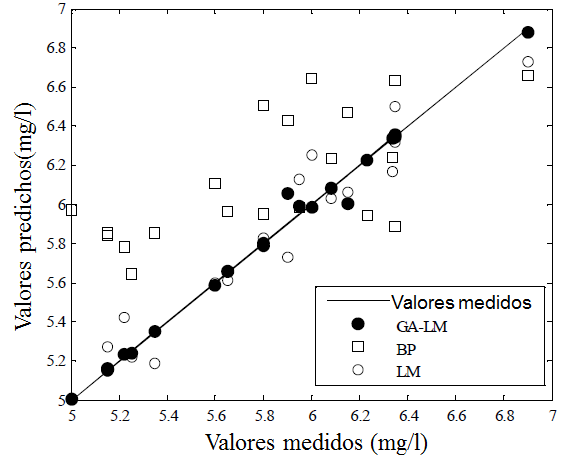 7
6.8
6.6
6.4
6.2
6
5.8
5.6
5.4
5.2
5
5 5.2 5.4 5.6 5.8 6 6.2 6.4 6.6 6.8 7
Valores predichos(mg/l)
Valores medidos (mg/l)
Valores medidos
GA-LM
BP
LM